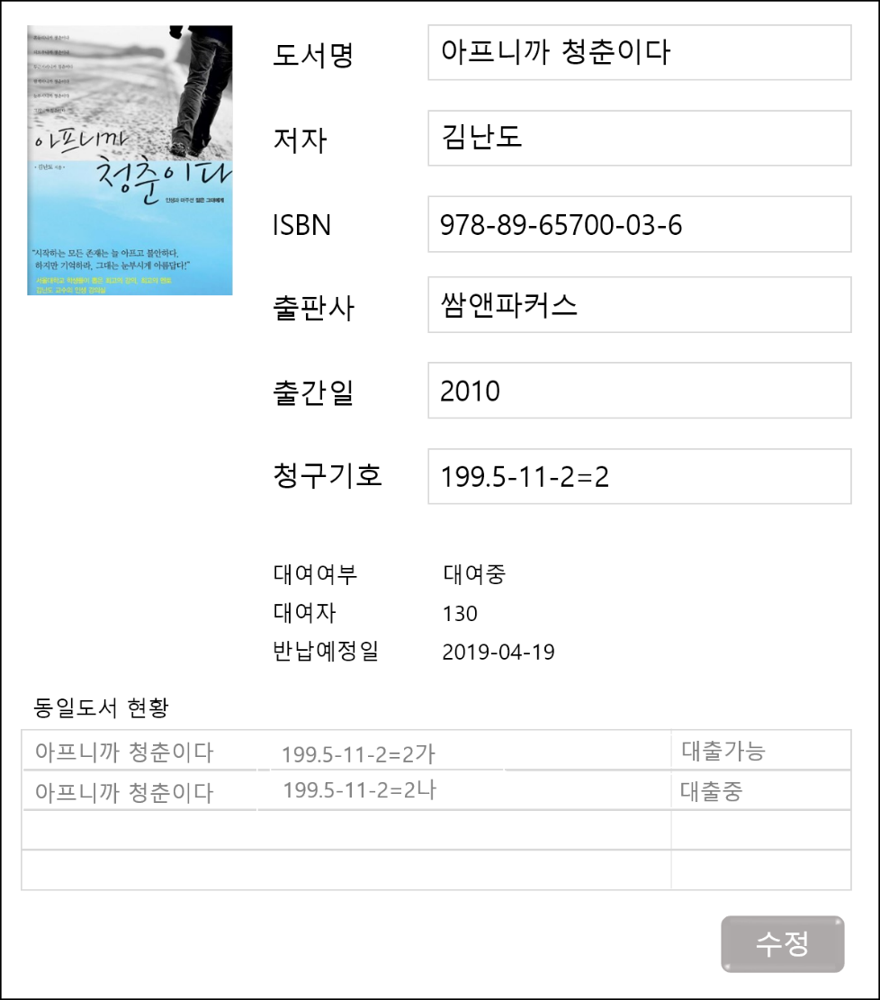 아프니까
청춘이다
• 김난도 지음 •
인생과 마주선 젊은 그대에게
"시작하는 모든 존재는 늘 아프고 불안하다,
하지만 기억하라, 그대는 눈부시게 아름답다!"
서울대학교 학생들이 뽑은 최고의 강의, 최고의 멘토
김난도 교수의 인생
도서명 아프니까 청춘이다
저자 김난도
ISBN 978-89-65700-03-6
출판사 쌈앤파커스
출간일 2010
청구기호 199.5-11-2=2
대여여부 대여중
대여자 130
반납예정일 2019-04-19
동일도서 현황
아프니까 청춘이다 199.5-11-2=2가 대출가능
아프니까 청춘이다 199.5-11-2=2나 대출중
수정